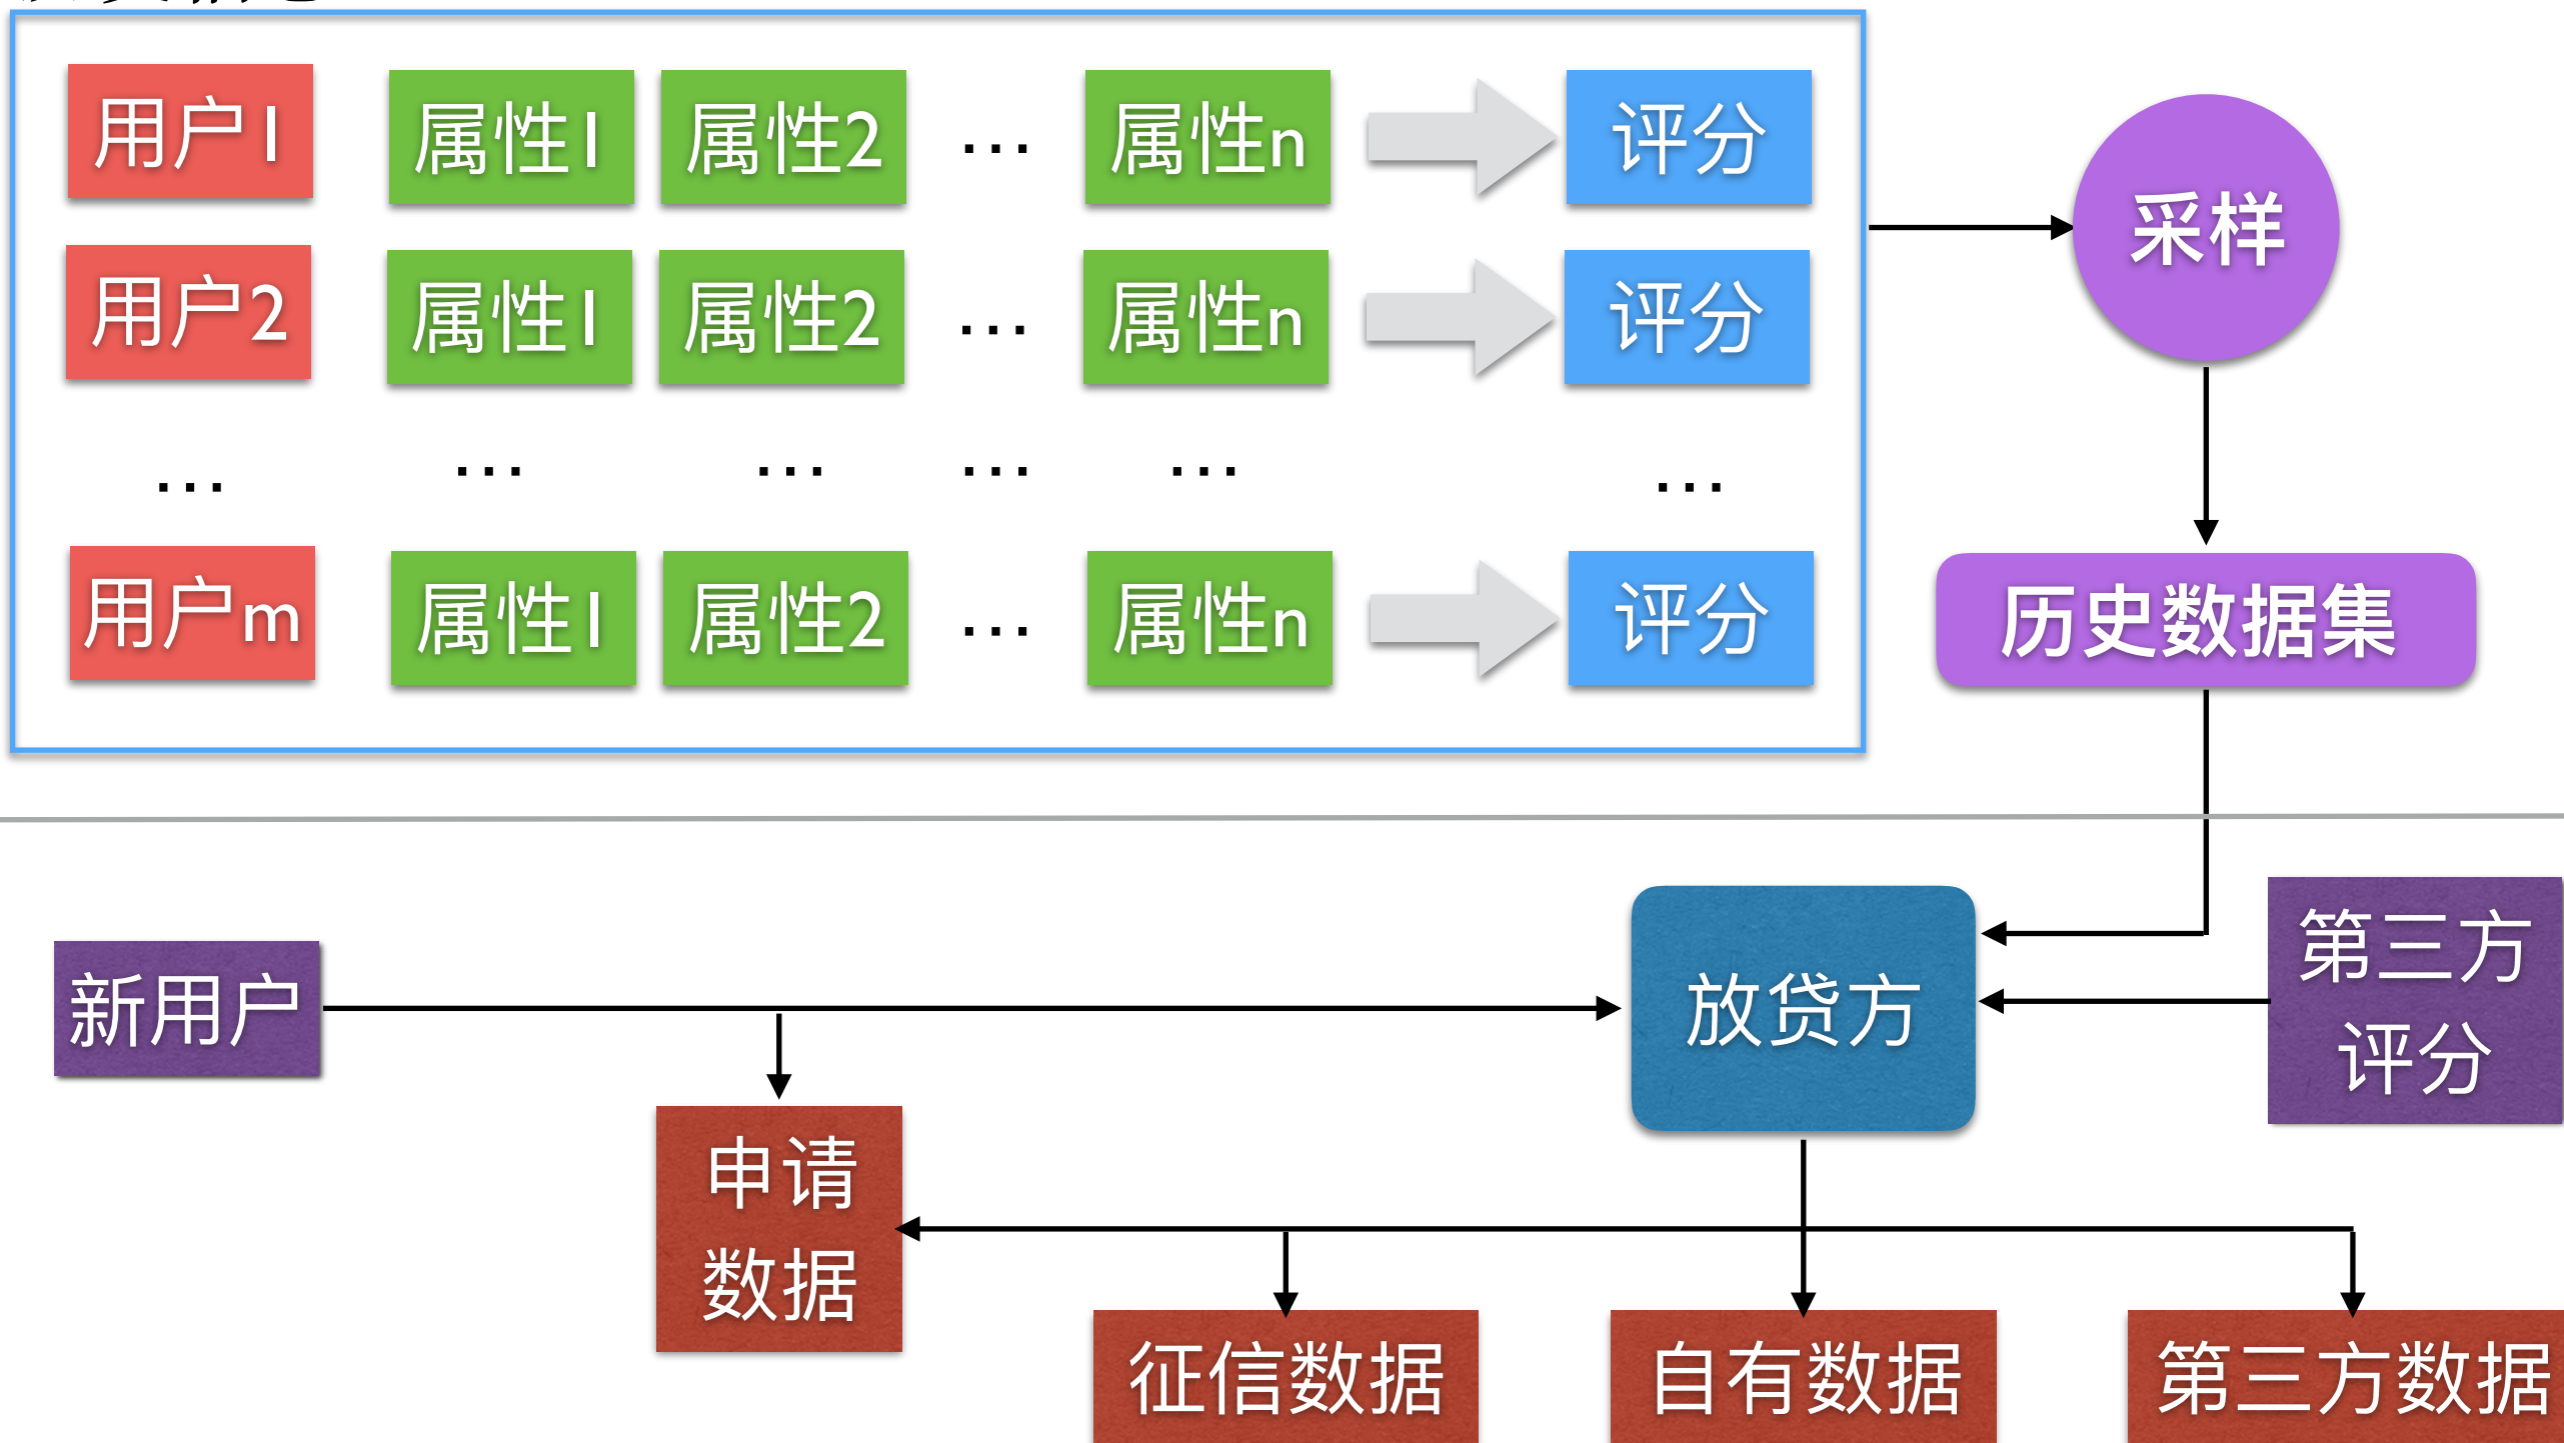 用户1 属性1 属性2 ... 属性n 评分
用户2 属性1 属性2 ... 属性n 评分
... ... ... ... ... ...
用户m 属性1 属性2 ... 属性n 评分
采样
历史数据集
新用户
放贷方
第三方
评分
申请
数据
征信数据
自有数据
第三方数据